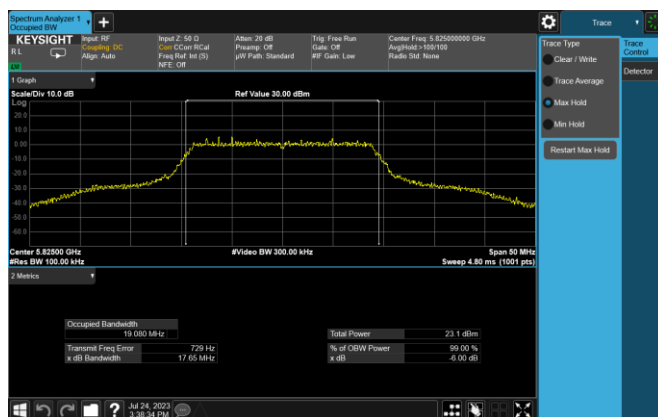 Spectrum Analyzer 1
Occupied BW
+
Trace
KEYSIGHT
RL
Input: RF
Coupling: DC
Align: Auto
Input Z: 50 Ω
Corr CCorr RCal
Freq Ref: Int (S)
NFE: Off
Atten: 20 dB
Preamp: Off
µW Path: Standard
Trig: Free Run
Gate: Off
#IF Gain: Low
Center Freq: 5.825000000 GHz
Avg|Hold:>100/100
Radio Std: None
Trace Type
Clear / Write
Trace Average
Max Hold
Min Hold
Restart Max Hold
Trace
Control
Detector
1 Graph
Scale/Div 10.0 dB
Ref Value 30.00 dBm
Log
20.0
10.0
0.00
-10.0
-20.0
-30.0
-40.0
-50.0
-60.0
Center 5.82500 GHz
#Video BW 300.00 kHz
Span 50 MHz
#Res BW 100.00 kHz
Sweep 4.80 ms (1001 pts)
2 Metrics
Occupied Bandwidth
19.080 MHz
Total Power 23.1 dBm
Transmit Freq Error 729 Hz
% of OBW Power 99.00 %
x dB Bandwidth 17.65 MHz
x dB -6.00 dB
?
Jul 24, 2023
3:38:34 PM